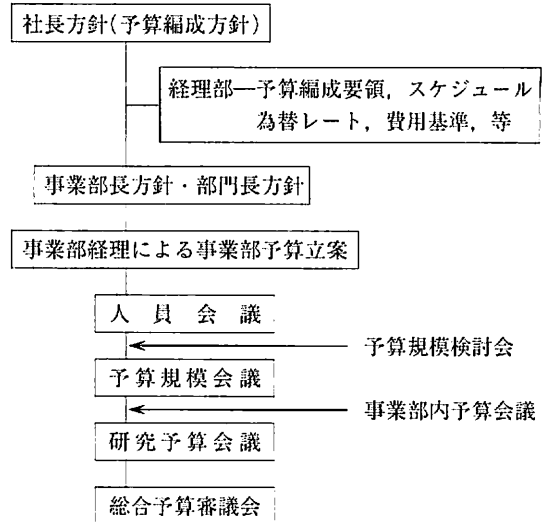 社長方針(予算編成方針)
経理部―予算編成要領,スケジュール
為替レート,費用基準,等
事業部長方針・部門長方針
事業部経理による事業部予算立案
人員会議
予算規模検討会
予算規模会議
事業部内予算会議
研究予算会議
総合予算審議会